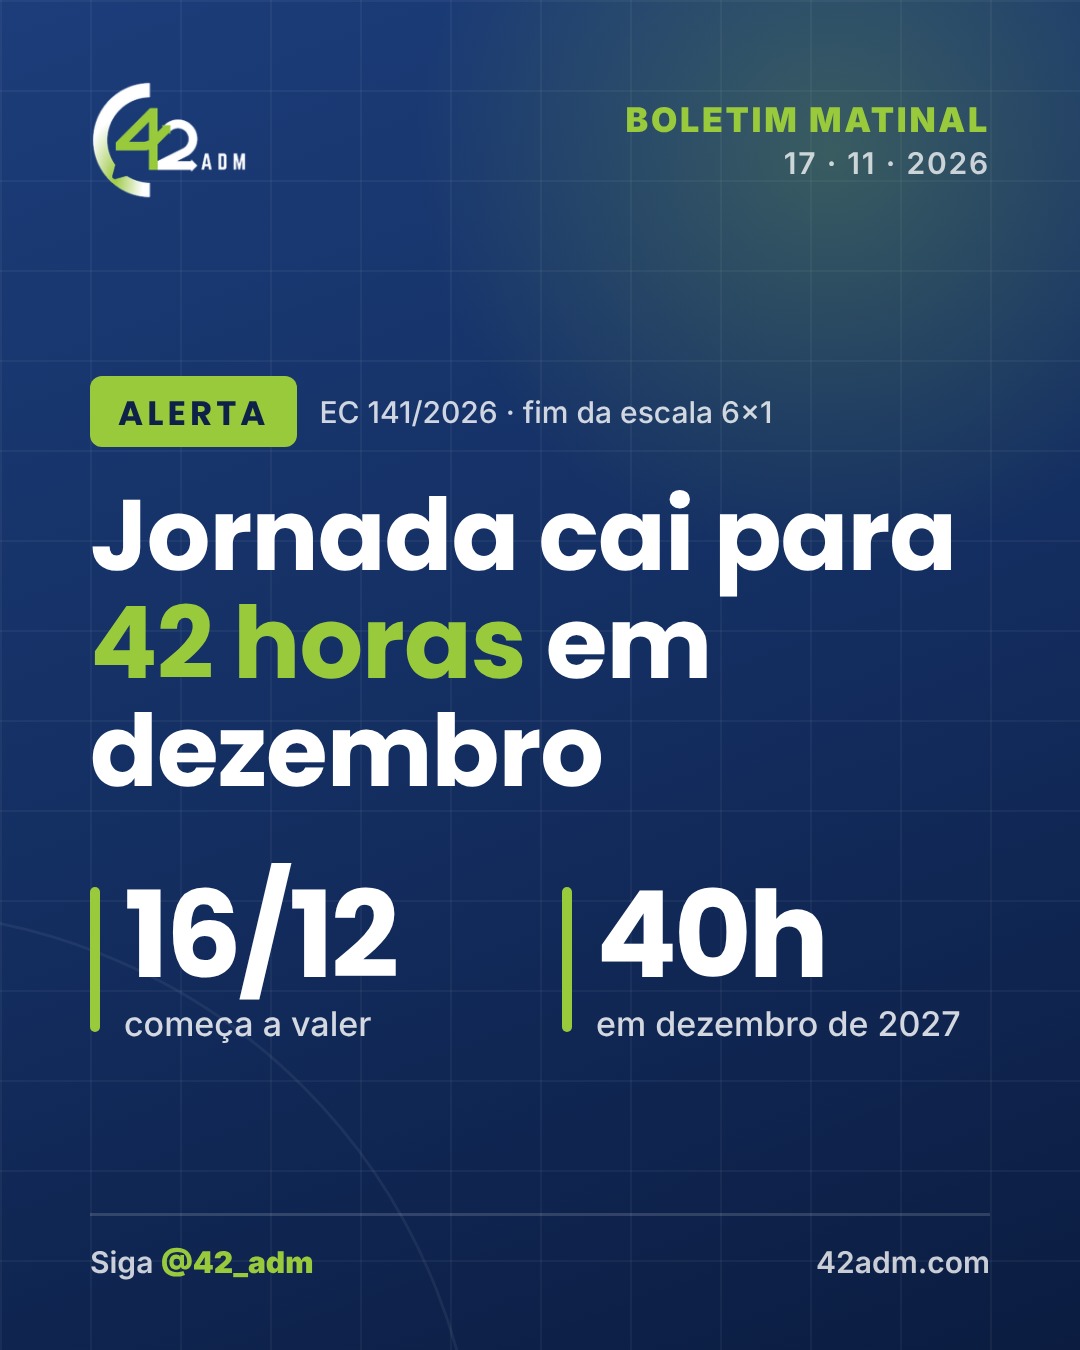 42 ADM
BOLETIM MATINAL
17 · 11 · 2026
ALERTA
EC 141/2026 · fim da escala 6×1
Jornada cai para
42 horas em
dezembro
16/12
começa a valer
40h
em dezembro de 2027
Siga @42_adm
42adm.com